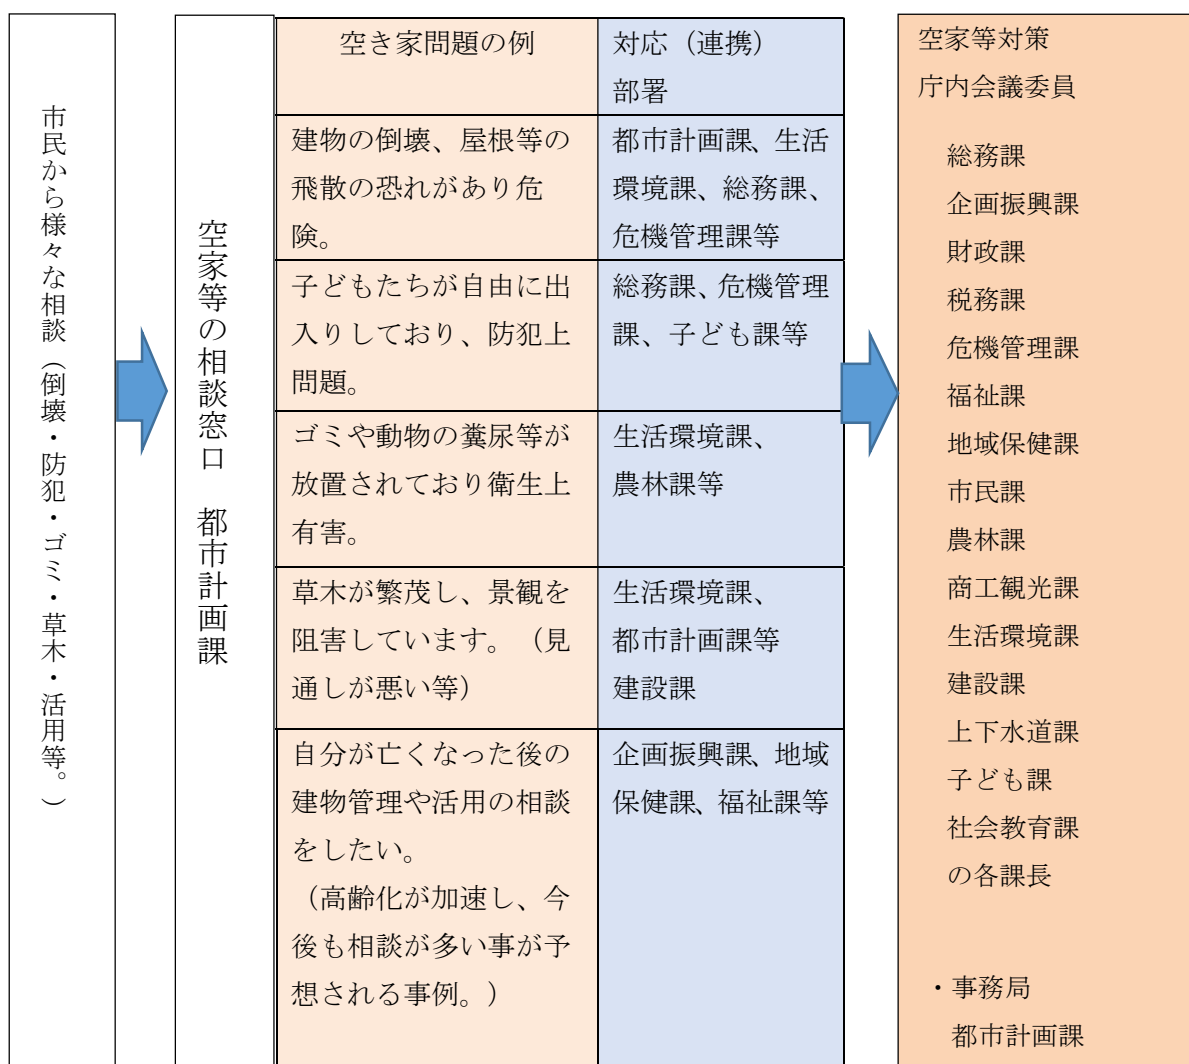 市民から様々な相談（倒壊・防犯・ゴミ・草木・活用等。）
空家等の相談窓口　都市計画課
空き家問題の例
対応（連携）
部署
建物の倒壊、屋根等の
飛散の恐れがあり危
険。
都市計画課、生活
環境課、総務課、
危機管理課等
子どもたちが自由に出
入りしており、防犯上
問題。
総務課、危機管理
課、子ども課等
ゴミや動物の糞尿等が
放置されており衛生上
有害。
生活環境課、
農林課等
草木が繁茂し、景観を
阻害しています。（見
通しが悪い等）
生活環境課、
都市計画課等
建設課
自分が亡くなった後の
建物管理や活用の相談
をしたい。
（高齢化が加速し、今
後も相談が多い事が予
想される事例。）
企画振興課、地域
保健課、福祉課等
空家等対策
庁内会議委員
総務課
企画振興課
財政課
税務課
危機管理課
福祉課
地域保健課
市民課
農林課
商工観光課
生活環境課
建設課
上下水道課
子ども課
社会教育課
の各課長
・事務局
都市計画課